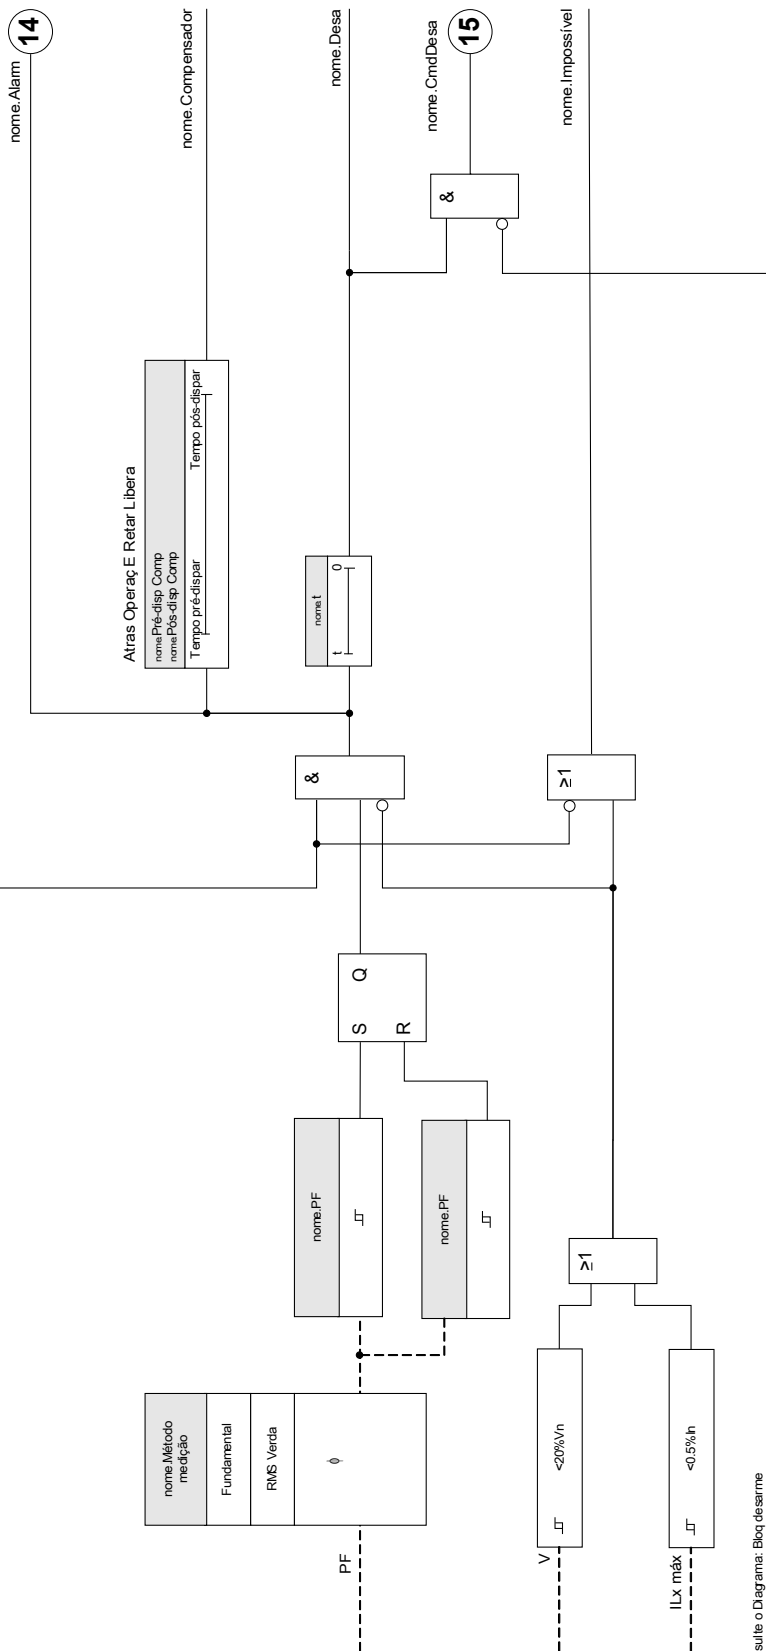 14
nome.Alarm
nome.Compensador
nome.Desa
15
nome.CmdDesa
nome.Impossível
&
Atras Operaç E Retar Libera
nome.Pré-disp Comp
nome.Pós-disp Comp
Tempo pré-dispar
Tempo pós-dispar
nome.t
t
0
&
≥1
S
Q
R
nome.PF
nome.PF
≥1
nome.Método
medição
Fundamental
RMS Verda
ϕ
PF
V
<20%Vn
ILx máx
<0.5%In
sulte o Diagrama: Bloq desarme